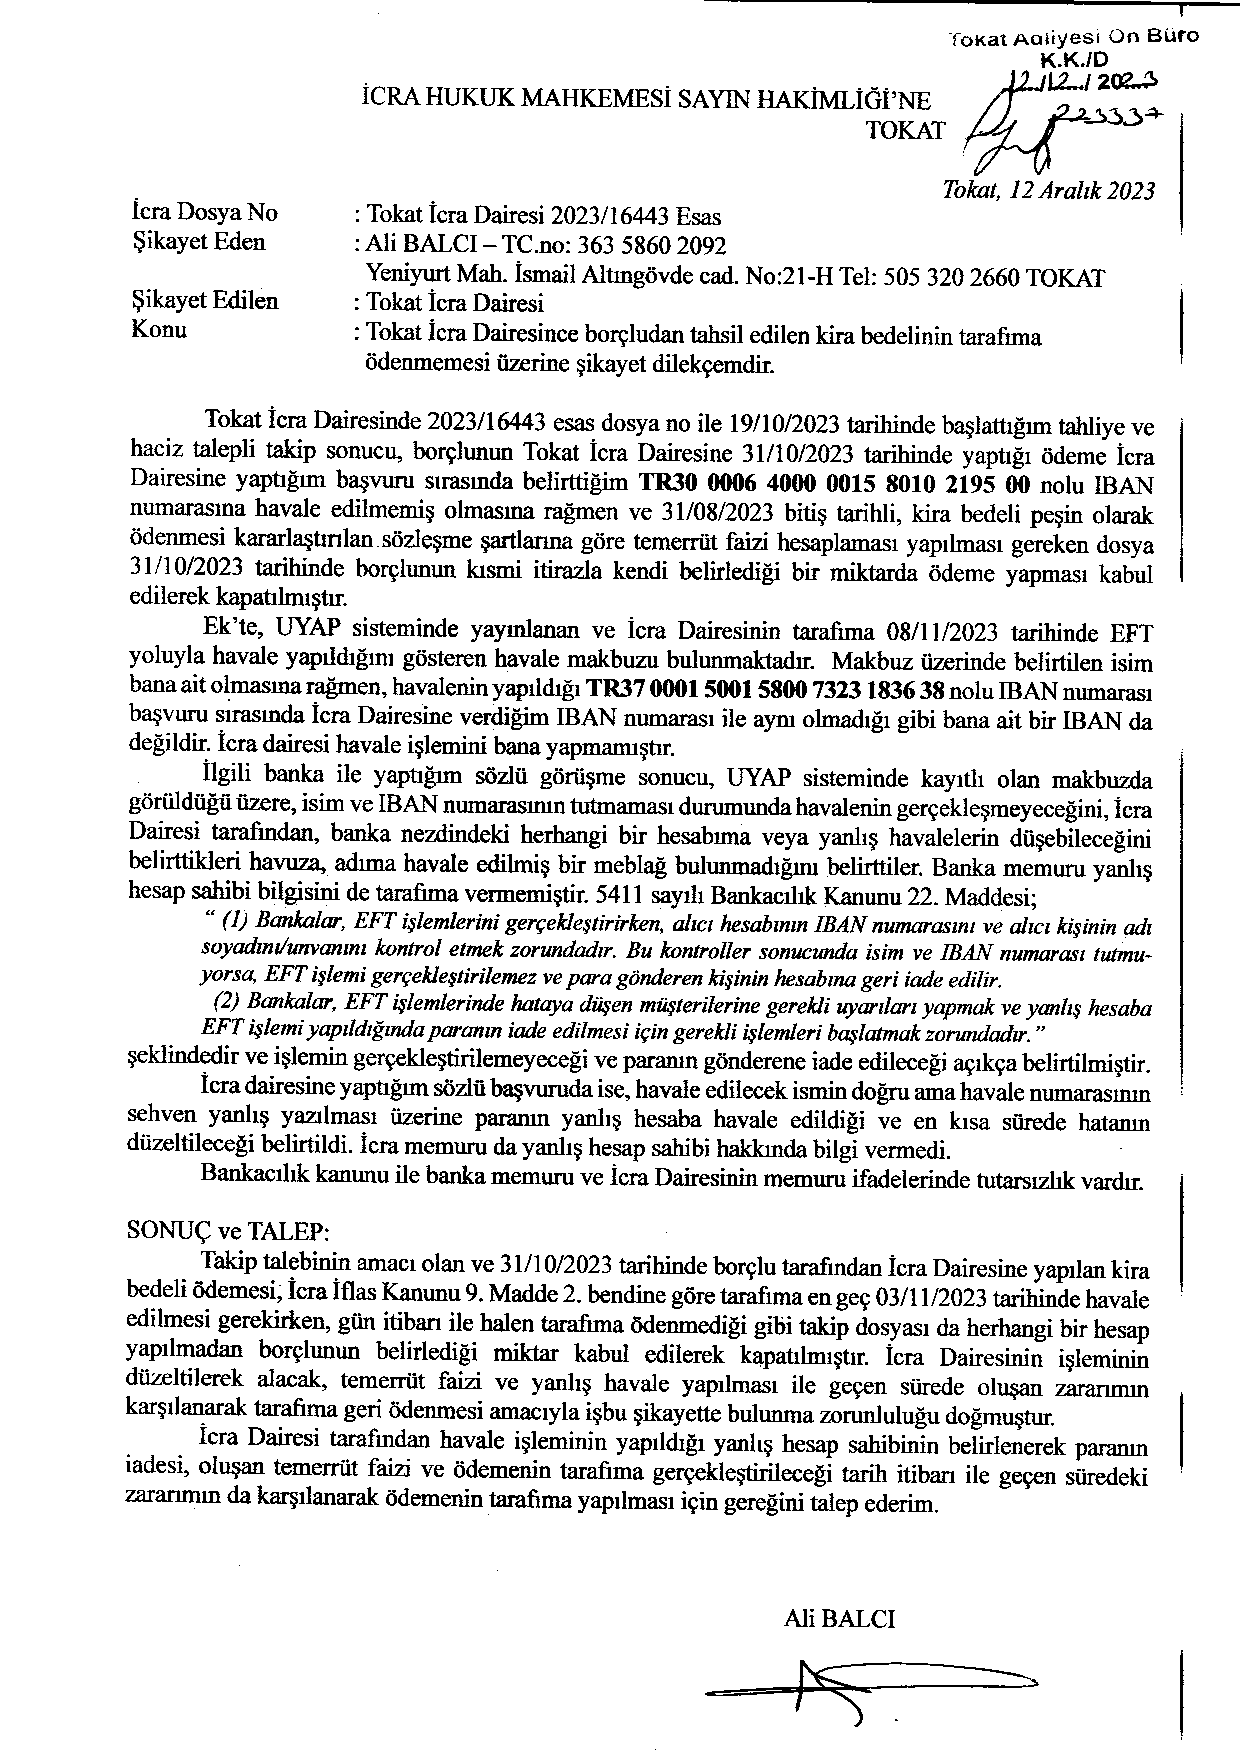 Tokat Adliyesi Ön Büro
K.K./D
12/12/2023
223337
İCRA HUKUK MAHKEMESİ SAYIN HAKİMLİĞİ'NE
TOKAT
Tokat, 12 Aralık 2023
İcra Dosya No : Tokat İcra Dairesi 2023/16443 Esas
Şikayet Eden : Ali BALCI – TC.no: 363 5860 2092
Yeniyurt Mah. İsmail Altıngövde cad. No:21-H Tel: 505 320 2660 TOKAT
Şikayet Edilen : Tokat İcra Dairesi
Konu : Tokat İcra Dairesince borçludan tahsil edilen kira bedelinin tarafıma
ödenmemesi üzerine şikayet dilekçemdir.
Tokat İcra Dairesinde 2023/16443 esas dosya no ile 19/10/2023 tarihinde başlattığım tahliye ve
haciz talepli takip sonucu, borçlunun Tokat İcra Dairesine 31/10/2023 tarihinde yaptığı ödeme İcra
Dairesine yaptığım başvuru sırasında belirttiğim TR30 0006 4000 0015 8010 2195 00 nolu IBAN
numarasına havale edilmemiş olmasına rağmen ve 31/08/2023 bitiş tarihli, kira bedeli peşin olarak
ödenmesi kararlaştırılan sözleşme şartlarına göre temerrüt faizi hesaplaması yapılması gereken dosya
31/10/2023 tarihinde borçlunun kısmi itirazla kendi belirlediği bir miktarda ödeme yapması kabul
edilerek kapatılmıştır.
Ek'te, UYAP sisteminde yayınlanan ve İcra Dairesinin tarafıma 08/11/2023 tarihinde EFT
yoluyla havale yapıldığını gösteren havale makbuzu bulunmaktadır. Makbuz üzerinde belirtilen isim
bana ait olmasına rağmen, havalenin yapıldığı TR37 0001 5001 5800 7323 1836 38 nolu IBAN numarası
başvuru sırasında İcra Dairesine verdiğim IBAN numarası ile aynı olmadığı gibi bana ait bir IBAN da
değildir. İcra dairesi havale işlemini bana yapmamıştır.
İlgili banka ile yaptığım sözlü görüşme sonucu, UYAP sisteminde kayıtlı olan makbuzda
görüldüğü üzere, isim ve IBAN numarasının tutmaması durumunda havalenin gerçekleşmeyeceğini, İcra
Dairesi tarafından, banka nezdindeki herhangi bir hesabıma veya yanlış havalelerin düşebileceğini
belirttikleri havuza, adıma havale edilmiş bir meblağ bulunmadığını belirttiler. Banka memuru yanlış
hesap sahibi bilgisini de tarafıma vermemiştir. 5411 sayılı Bankacılık Kanunu 22. Maddesi;
" (1) Bankalar, EFT işlemlerini gerçekleştirirken, alıcı hesabının IBAN numarasını ve alıcı kişinin adı
soyadını/unvanını kontrol etmek zorundadır. Bu kontroller sonucunda isim ve IBAN numarası tutmu-
yorsa, EFT işlemi gerçekleştirilemez ve para gönderen kişinin hesabına geri iade edilir.
(2) Bankalar, EFT işlemlerinde hataya düşen müşterilerine gerekli uyarıları yapmak ve yanlış hesaba
EFT işlemi yapıldığında paranın iade edilmesi için gerekli işlemleri başlatmak zorundadır. "
şeklindedir ve işlemin gerçekleştirilemeyeceği ve paranın gönderene iade edileceği açıkça belirtilmiştir.
İcra dairesine yaptığım sözlü başvuruda ise, havale edilecek ismin doğru ama havale numarasının
sehven yanlış yazılması üzerine paranın yanlış hesaba havale edildiği ve en kısa sürede hatanın
düzeltileceği belirtildi. İcra memuru da yanlış hesap sahibi hakkında bilgi vermedi.
Bankacılık kanunu ile banka memuru ve İcra Dairesinin memuru ifadelerinde tutarsızlık vardır.
SONUÇ ve TALEP:
Takip talebinin amacı olan ve 31/10/2023 tarihinde borçlu tarafından İcra Dairesine yapılan kira
bedeli ödemesi, İcra İflas Kanunu 9. Madde 2. bendine göre tarafıma en geç 03/11/2023 tarihinde havale
edilmesi gerekirken, gün itibarı ile halen tarafıma ödenmediği gibi takip dosyası da herhangi bir hesap
yapılmadan borçlunun belirlediği miktar kabul edilerek kapatılmıştır. İcra Dairesinin işleminin
düzeltilerek alacak, temerrüt faizi ve yanlış havale yapılması ile geçen sürede oluşan zararımın
karşılanarak tarafıma geri ödenmesi amacıyla işbu şikayette bulunma zorunluluğu doğmuştur.
İcra Dairesi tarafından havale işleminin yapıldığı yanlış hesap sahibinin belirlenerek paranın
iadesi, oluşan temerrüt faizi ve ödemenin tarafıma gerçekleştirileceği tarih itibarı ile geçen süredeki
zararımın da karşılanarak ödemenin tarafıma yapılması için gereğini talep ederim.
Ali BALCI